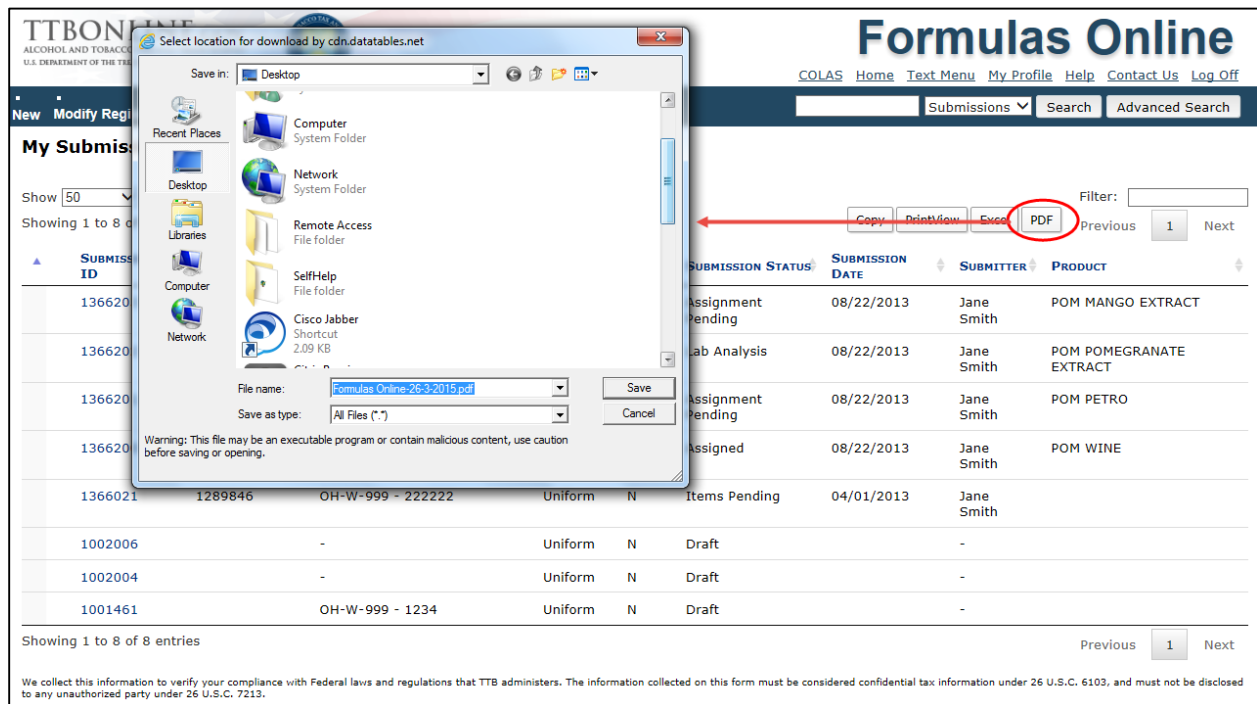 TTBONLINE
ALCOHOL AND TOBACCO
U.S. DEPARTMENT OF THE
Formulas Online
COLAS Home Text Menu My Profile Help Contact Us Log Off
New Modify Regi
Submissions Search Advanced Search
My Submis
Show 50
Filter:
Showing 1 to 8 o
Copy PrintView Excel PDF Previous 1 Next
Select location for download by cdn.datatables.net
Save in: Desktop
Recent Places
Desktop
Libraries
Computer
Network
Computer
System Folder
Network
System Folder
Remote Access
File folder
SelfHelp
File folder
Cisco Jabber
Shortcut
2.09 KB
File name: Formulas Online-26-3-2015.pdf Save
Save as type: All Files (*.*) Cancel
Warning: This file may be an executable program or contain malicious content, use caution
before saving or opening.
SUBMISS ID SUBMISSION STATUS SUBMISSION DATE SUBMITTER PRODUCT
136620 Assignment Pending 08/22/2013 Jane Smith POM MANGO EXTRACT
136620 Lab Analysis 08/22/2013 Jane Smith POM POMEGRANATE EXTRACT
136620 Assignment Pending 08/22/2013 Jane Smith POM PETRO
136620 Assigned 08/22/2013 Jane Smith POM WINE
1366021 1289846 OH-W-999 - 222222 Uniform N Items Pending 04/01/2013 Jane Smith
1002006 - Uniform N Draft -
1002004 - Uniform N Draft -
1001461 OH-W-999 - 1234 Uniform N Draft -
Showing 1 to 8 of 8 entries
Previous 1 Next
We collect this information to verify your compliance with Federal laws and regulations that TTB administers. The information collected on this form must be considered confidential tax information under 26 U.S.C. 6103, and must not be disclosed
to any unauthorized party under 26 U.S.C. 7213.